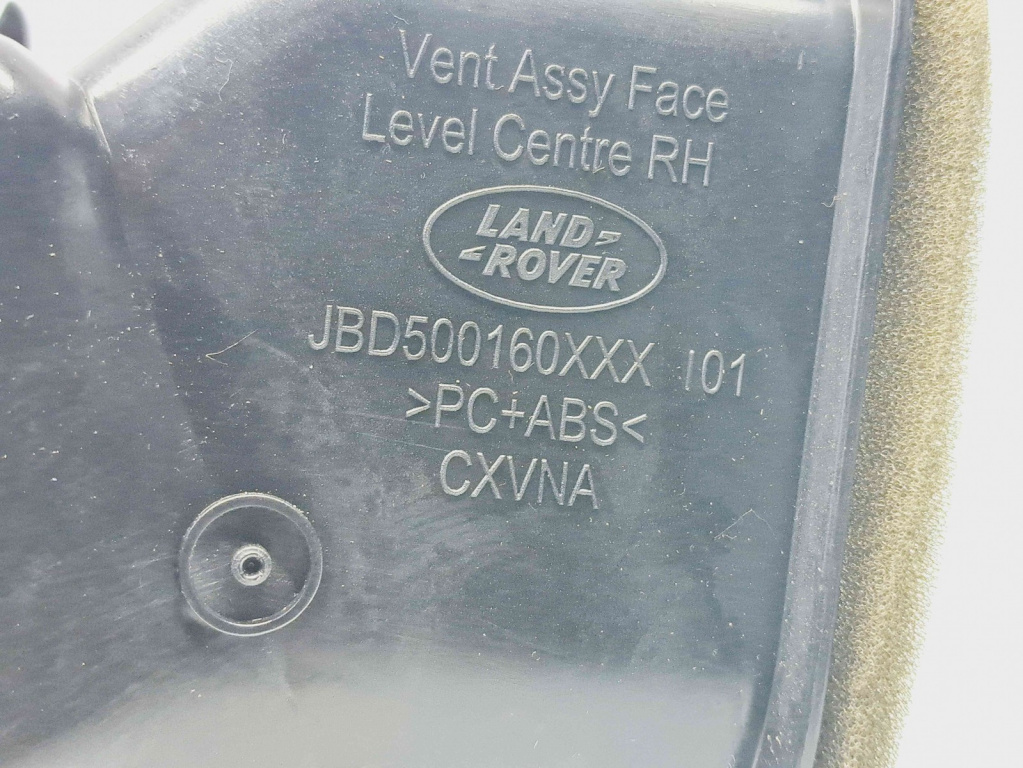 Vent Assy Face
Level Centre RH
LAND
ROVER
JBD500160XXX I01
>PC+ABS<
CXVNA